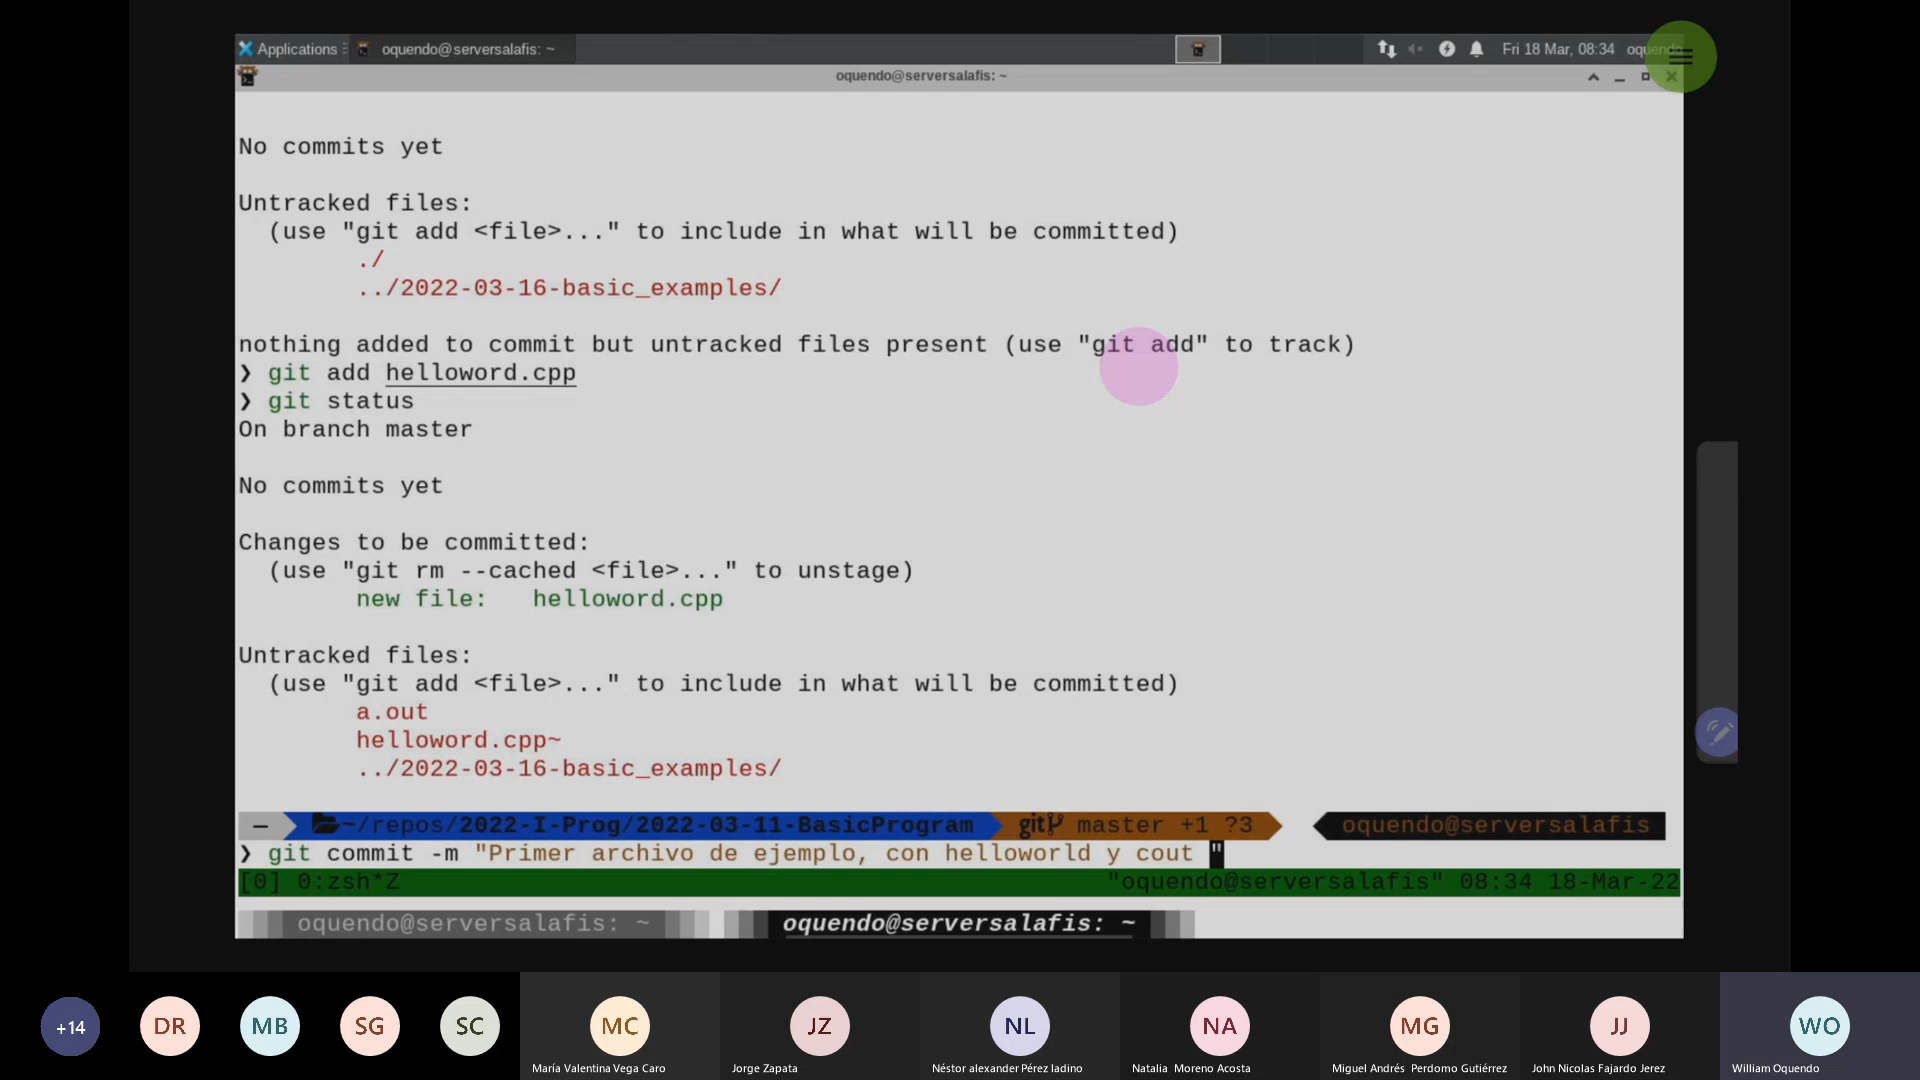 Applications
oquendo@serversalafis: ~
Fri 18 Mar, 08:34
oquendo
oquendo@serversalafis: ~
No commits yet
Untracked files:
(use "git add <file>..." to include in what will be committed)
./
../2022-03-16-basic_examples/
nothing added to commit but untracked files present (use "git add" to track)
❯ git add helloword.cpp
❯ git status
On branch master
No commits yet
Changes to be committed:
(use "git rm --cached <file>..." to unstage)
new file:   helloword.cpp
Untracked files:
(use "git add <file>..." to include in what will be committed)
a.out
helloword.cpp~
../2022-03-16-basic_examples/
~/repos/2022-I-Prog/2022-03-11-BasicProgram git master +1 ?3 oquendo@serversalafis
❯ git commit -m "Primer archivo de ejemplo, con helloworld y cout "
[0] 0:zsh*Z "oquendo@serversalafis" 08:34 18-Mar-22
oquendo@serversalafis: ~
oquendo@serversalafis: ~
+14
DR
MB
SG
SC
MC
JZ
NL
NA
MG
JJ
WO
María Valentina Vega Caro
Jorge Zapata
Néstor alexander Pérez ladino
Natalia Moreno Acosta
Miguel Andrés Perdomo Gutiérrez
John Nicolas Fajardo Jerez
William Oquendo